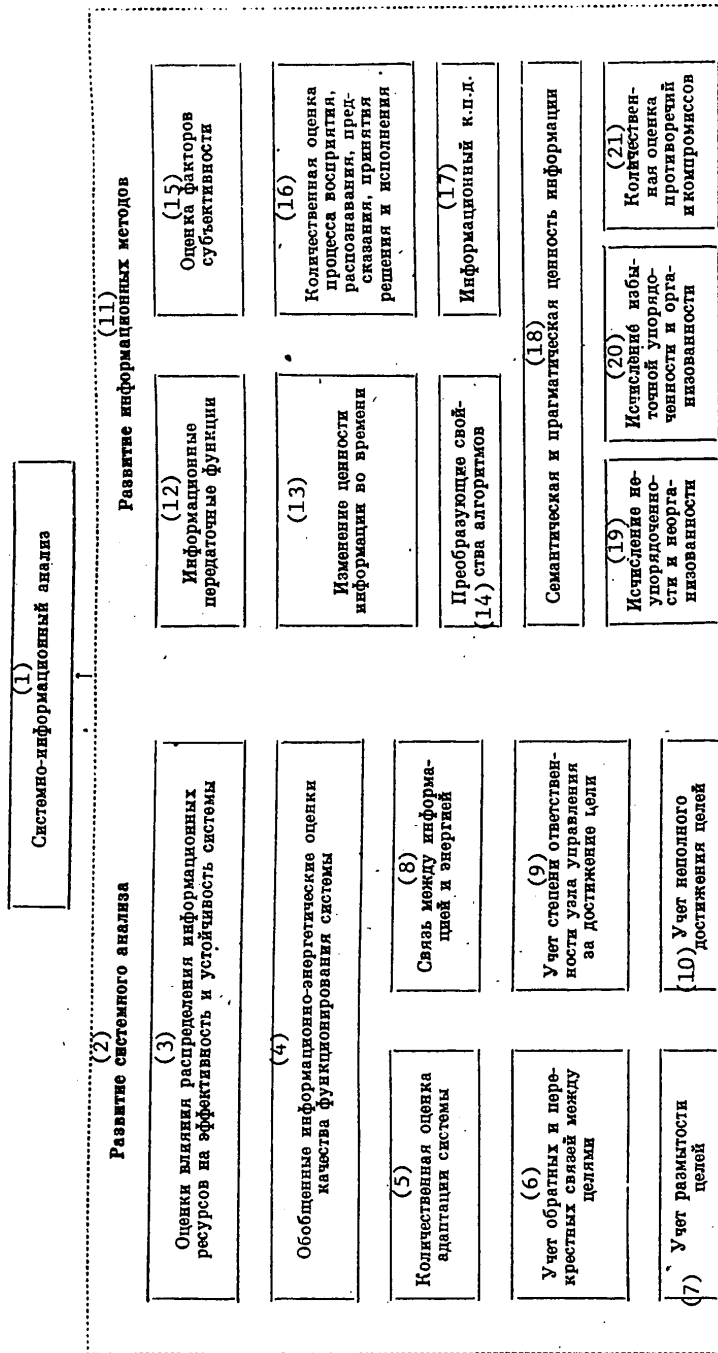 (1)
Системно-информационный анализ
(2)
Развитие системного анализа
(3)
Оценки влияния распределения информационных
ресурсов на эффективность и устойчивость системы
(4)
Обобщенные информационно-энергетические оценки
качества функционирования системы
(5)
Количественная оценка
адаптации системы
(8)
Связь между информа-
цией и энергией
(6)
Учет обратных и пере-
крестных связей между
целями
(9)
Учет степени ответствен-
ности узла управления
за достижение цели
(7) Учет размытости
целей
(10) Учет неполного
достижения целей
(11)
Развитие информационных методов
(12)
Информационные
передаточные функции
(15)
Оценка факторов
субъективности
(13)
Изменение ценности
информации во времени
(16)
Количественная оценка
процесса восприятия,
распознавания, пред-
сказания, принятия
решения и исполнения
Преобразующие свой-
(14) ства алгоритмов
(17)
Информационный к.п.д.
(18)
Семантическая и прагматическая ценность информации
(19)
Исчисление не-
упорядоченно-
сти и неорга-
низованности
(20)
Исчисление избы-
точной упорядо-
ченности и орга-
низованности
(21)
Количествен-
ная оценка
противоречий
и компромиссов